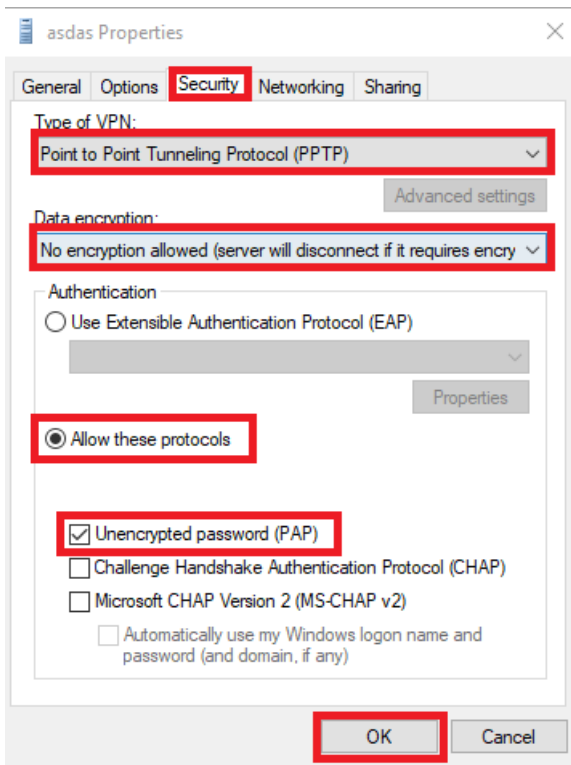 asdas Properties
General Options Security Networking Sharing
Type of VPN:
Point to Point Tunneling Protocol (PPTP)
Advanced settings
Data encryption:
No encryption allowed (server will disconnect if it requires encry
Authentication
Use Extensible Authentication Protocol (EAP)
Properties
Allow these protocols
Unencrypted password (PAP)
Challenge Handshake Authentication Protocol (CHAP)
Microsoft CHAP Version 2 (MS-CHAP v2)
Automatically use my Windows logon name and
password (and domain, if any)
OK Cancel